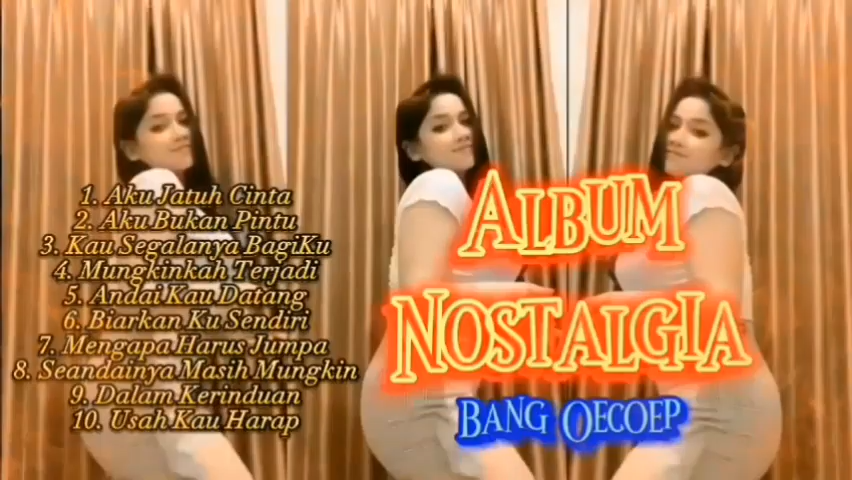 1. Aku Jatuh Cinta
2. Aku Bukan Pintu
3. Kau Segalanya BagiKu
4. Mungkinkah Terjadi
5. Andai Kau Datang
6. Biarkan Ku Sendiri
7. Mengapa Harus Jumpa
8. Seandainya Masih Mungkin
9. Dalam Kerinduan
10. Usah Kau Harap
Album
Nostalgia
Bang Oecoep